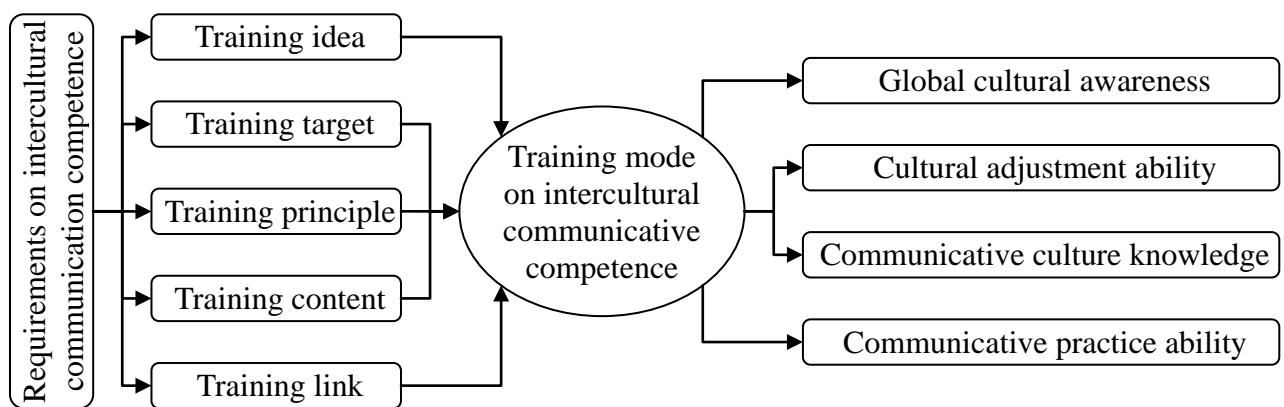 Requirements on intercultural
communication competence
Training idea
Training target
Training principle
Training content
Training link
Training mode
on intercultural
communicative
competence
Global cultural awareness
Cultural adjustment ability
Communicative culture knowledge
Communicative practice ability